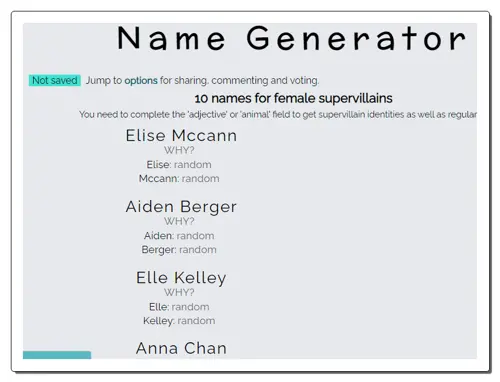 Name Generator
Not saved Jump to options for sharing, commenting and voting.
10 names for female supervillains
You need to complete the 'adjective' or 'animal' field to get supervillain identities as well as regular
Elise Mccann
WHY?
Elise: random
Mccann: random
Aiden Berger
WHY?
Aiden: random
Berger: random
Elle Kelley
WHY?
Elle: random
Kelley: random
Anna Chan